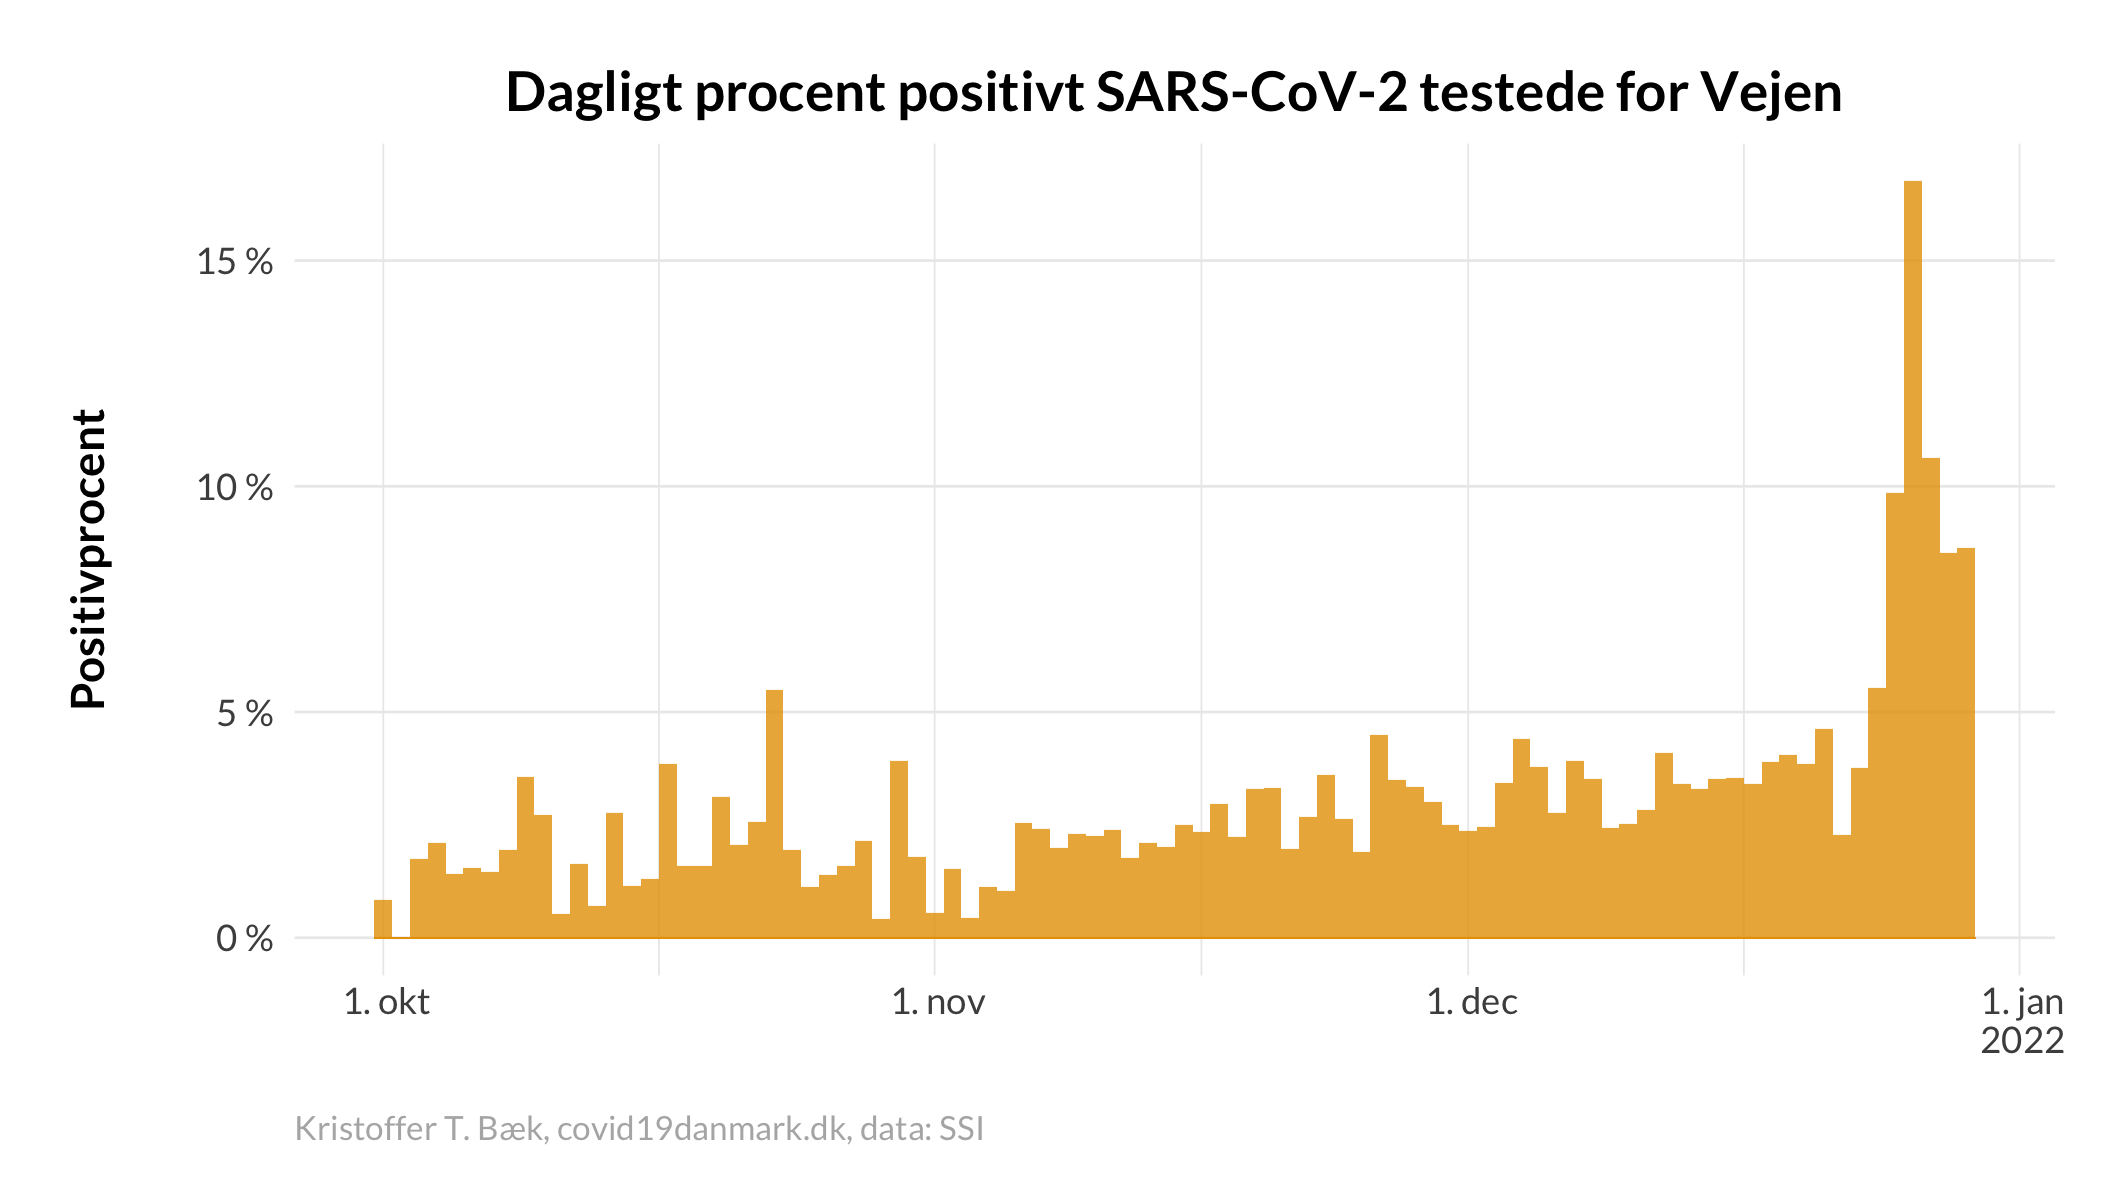 Dagligt procent positivt SARS-CoV-2 testede for Vejen
Positivprocent
15 %
10 %
5 %
0 %
1. okt
1. nov
1. dec
1. jan
2022
Kristoffer T. Bæk, covid19danmark.dk, data: SSI